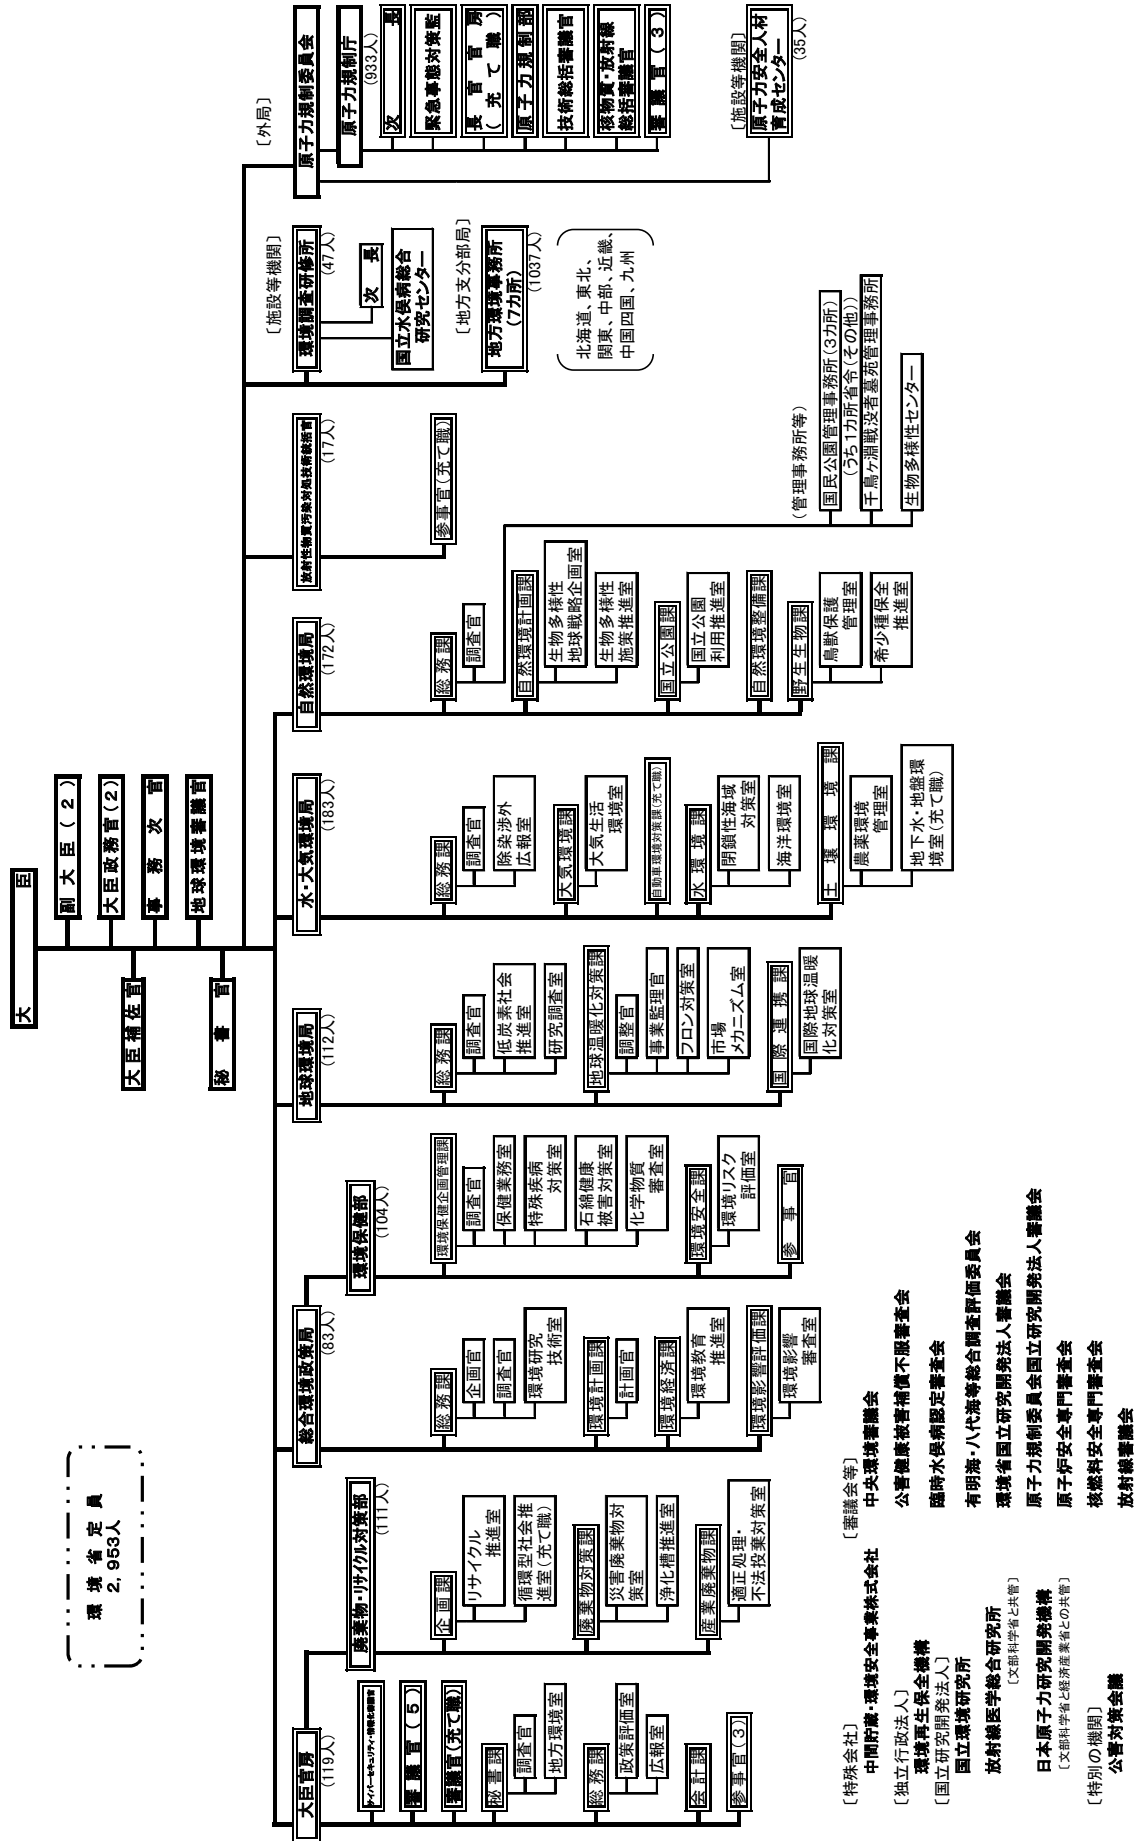 環境省定員
2,953人
大臣
副大臣(2)
大臣政務官(2)
事務次官
地球環境審議官
大臣補佐官
秘書官
大臣官房
(119人)
サイバーセキュリティ・情報化審議官
審議官(5)
審議官(充て職)
秘書課
調査官
地方環境室
総務課
政策評価室
広報室
会計課
参事官(3)
廃棄物・リサイクル対策部
(111人)
企画課
リサイクル
推進室
循環型社会推
進室(充て職)
廃棄物対策課
災害廃棄物対
策室
浄化槽推進室
産業廃棄物課
適正処理・
不法投棄対策室
総合環境政策局
(83人)
総務課
企画官
調査官
環境研究
技術室
環境計画課
計画官
環境経済課
環境教育
推進室
環境影響評価課
環境影響
審査室
環境保健部
(104人)
環境保健企画管理課
調査官
保健業務室
特殊疾病
対策室
石綿健康
被害対策室
化学物質
審査室
環境安全課
環境リスク
評価室
参事官
地球環境局
(112人)
総務課
調査官
低炭素社会
推進室
研究調査室
地球温暖化対策課
調整官
事業監理官
フロン対策室
市場
メカニズム室
国際連携課
国際地球温暖
化対策室
水・大気環境局
(183人)
総務課
調査官
除染渉外
広報室
大気環境課
大気生活
環境室
自動車環境対策課(充て職)
水環境課
閉鎖性海域
対策室
海洋環境室
土壌環境課
農薬環境
管理室
地下水・地盤環
境室(充て職)
自然環境局
(172人)
総務課
調査官
自然環境計画課
生物多様性
地球戦略企画室
生物多様性
施策推進室
国立公園課
国立公園
利用推進室
自然環境整備課
野生生物課
鳥獣保護
管理室
希少種保全
推進室
(管理事務所等)
国民公園管理事務所(3カ所)
(うち1カ所省令(その他))
千鳥ヶ淵戦没者墓苑管理事務所
生物多様性センター
放射性物質汚染対処技術統括官
(17人)
参事官(充て職)
〔施設等機関〕
環境調査研修所
(47人)
次長
国立水俣病総合
研究センター
〔地方支分部局〕
地方環境事務所
(7カ所)
(1037人)
北海道、東北、
関東、中部、近畿、
中国四国、九州
〔外局〕
原子力規制委員会
原子力規制庁
(933人)
次長
緊急事態対策監
長官官房
(充て職)
原子力規制部
技術総括審議官
核物質・放射線
総括審議官
審議官(3)
〔施設等機関〕
原子力安全人材
育成センター
(35人)
〔特殊会社〕
中間貯蔵・環境安全事業株式会社
〔独立行政法人〕
環境再生保全機構
〔国立研究開発法人〕
国立環境研究所
放射線医学総合研究所
〔文部科学省と共管〕
日本原子力研究開発機構
〔文部科学省と経済産業省との共管〕
〔特別の機関〕
公害対策会議
〔審議会等〕
中央環境審議会
公害健康被害補償不服審査会
臨時水俣病認定審査会
有明海・八代海等総合調査評価委員会
環境省国立研究開発法人審議会
原子力規制委員会国立研究開発法人審議会
原子炉安全専門審査会
核燃料安全専門審査会
放射線審議会